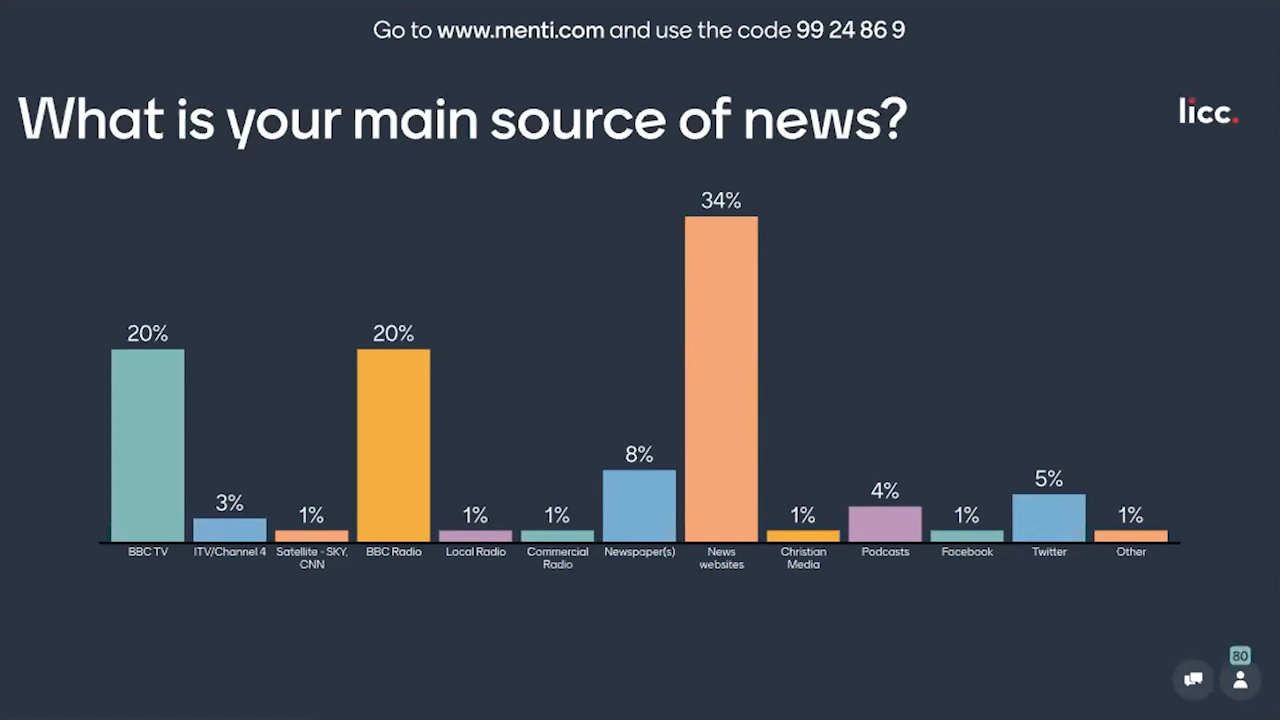 Go to www.menti.com and use the code 99 24 86 9
What is your main source of news?
licc.
34%
20%
20%
8%
3%
1%
1%
1%
1%
4%
1%
5%
1%
BBC TV
ITV/Channel 4
Satellite - SKY,
CNN
BBC Radio
Local Radio
Commercial
Radio
Newspaper(s)
News
websites
Christian
Media
Podcasts
Facebook
Twitter
Other
80